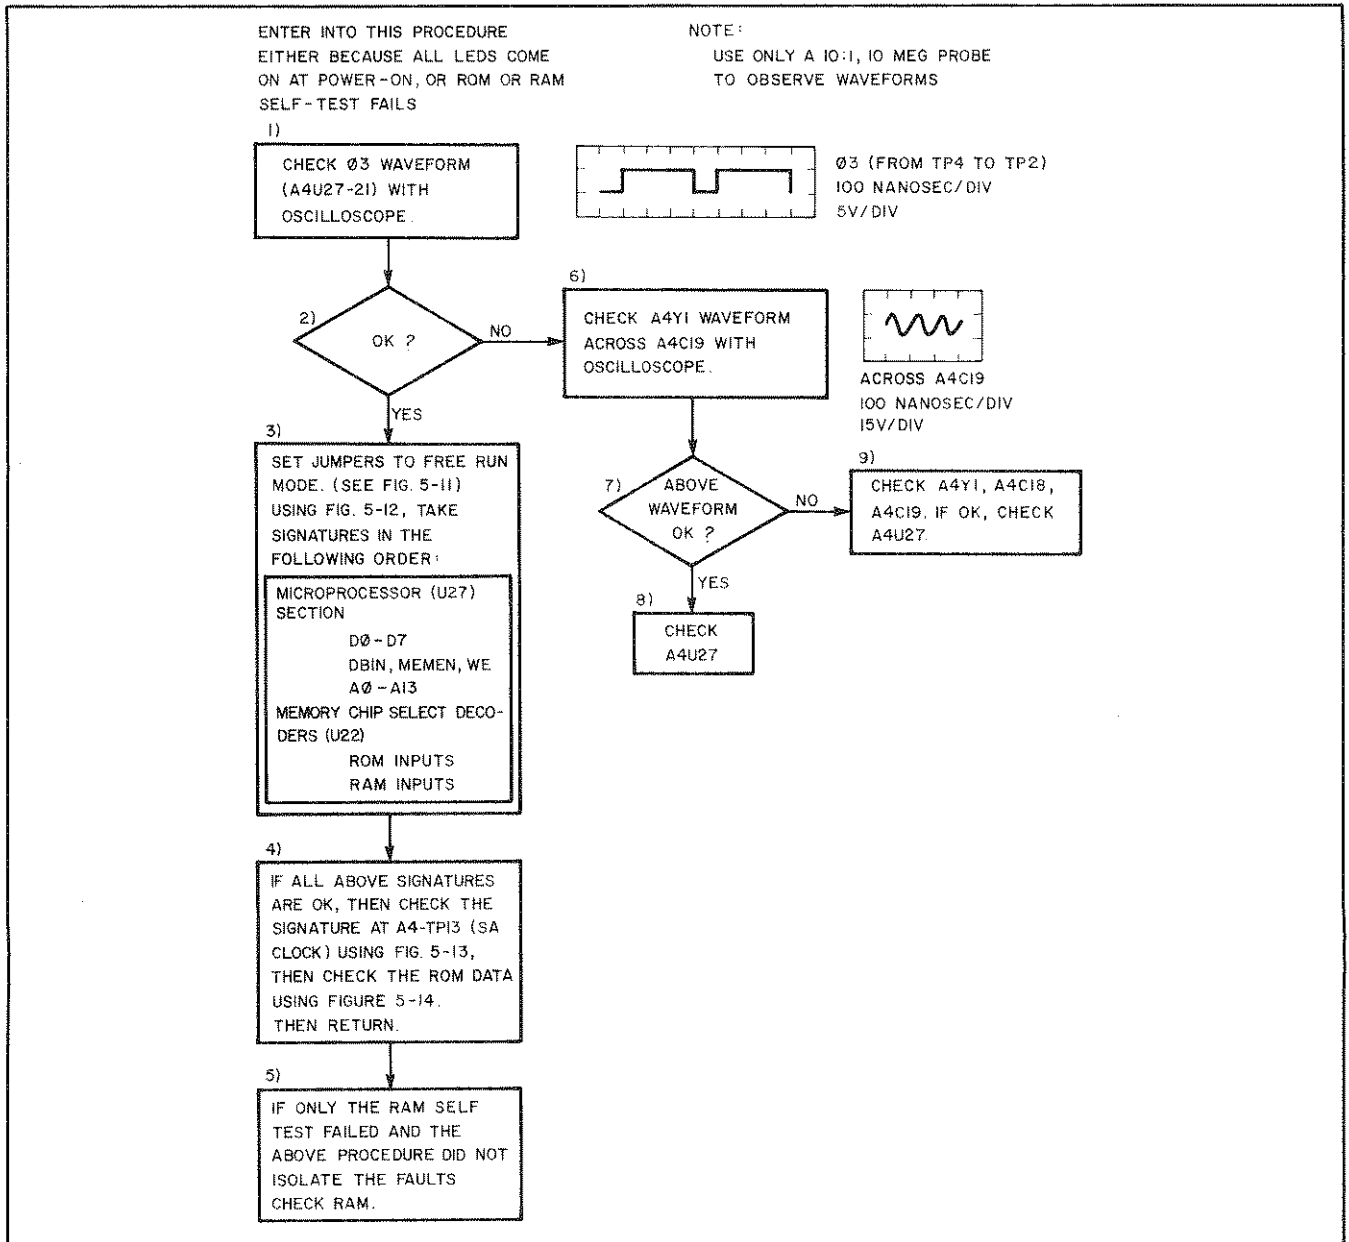 ENTER INTO THIS PROCEDURE
EITHER BECAUSE ALL LEDS COME
ON AT POWER-ON, OR ROM OR RAM
SELF-TEST FAILS
NOTE:
USE ONLY A 10:1, 10 MEG PROBE
TO OBSERVE WAVEFORMS
1)
CHECK Ø3 WAVEFORM
(A4U27-21) WITH
OSCILLOSCOPE.
Ø3 (FROM TP4 TO TP2)
100 NANOSEC/DIV
5V/DIV
2)
OK ?
NO
YES
6)
CHECK A4Y1 WAVEFORM
ACROSS A4C19 WITH
OSCILLOSCOPE.
ACROSS A4C19
100 NANOSEC/DIV
15V/DIV
3)
SET JUMPERS TO FREE RUN
MODE. (SEE FIG. 5-11)
USING FIG. 5-12, TAKE
SIGNATURES IN THE
FOLLOWING ORDER:
MICROPROCESSOR (U27)
SECTION
DØ-D7
DBIN, MEMEN, WE
AØ-A13
MEMORY CHIP SELECT DECO-
DERS (U22)
ROM INPUTS
RAM INPUTS
7)
ABOVE
WAVEFORM
OK ?
NO
YES
9)
CHECK A4Y1, A4C18,
A4C19. IF OK, CHECK
A4U27.
8)
CHECK
A4U27
4)
IF ALL ABOVE SIGNATURES
ARE OK, THEN CHECK THE
SIGNATURE AT A4-TP13 (SA
CLOCK) USING FIG. 5-13,
THEN CHECK THE ROM DATA
USING FIGURE 5-14.
THEN RETURN.
5)
IF ONLY THE RAM SELF
TEST FAILED AND THE
ABOVE PROCEDURE DID NOT
ISOLATE THE FAULTS
CHECK RAM.